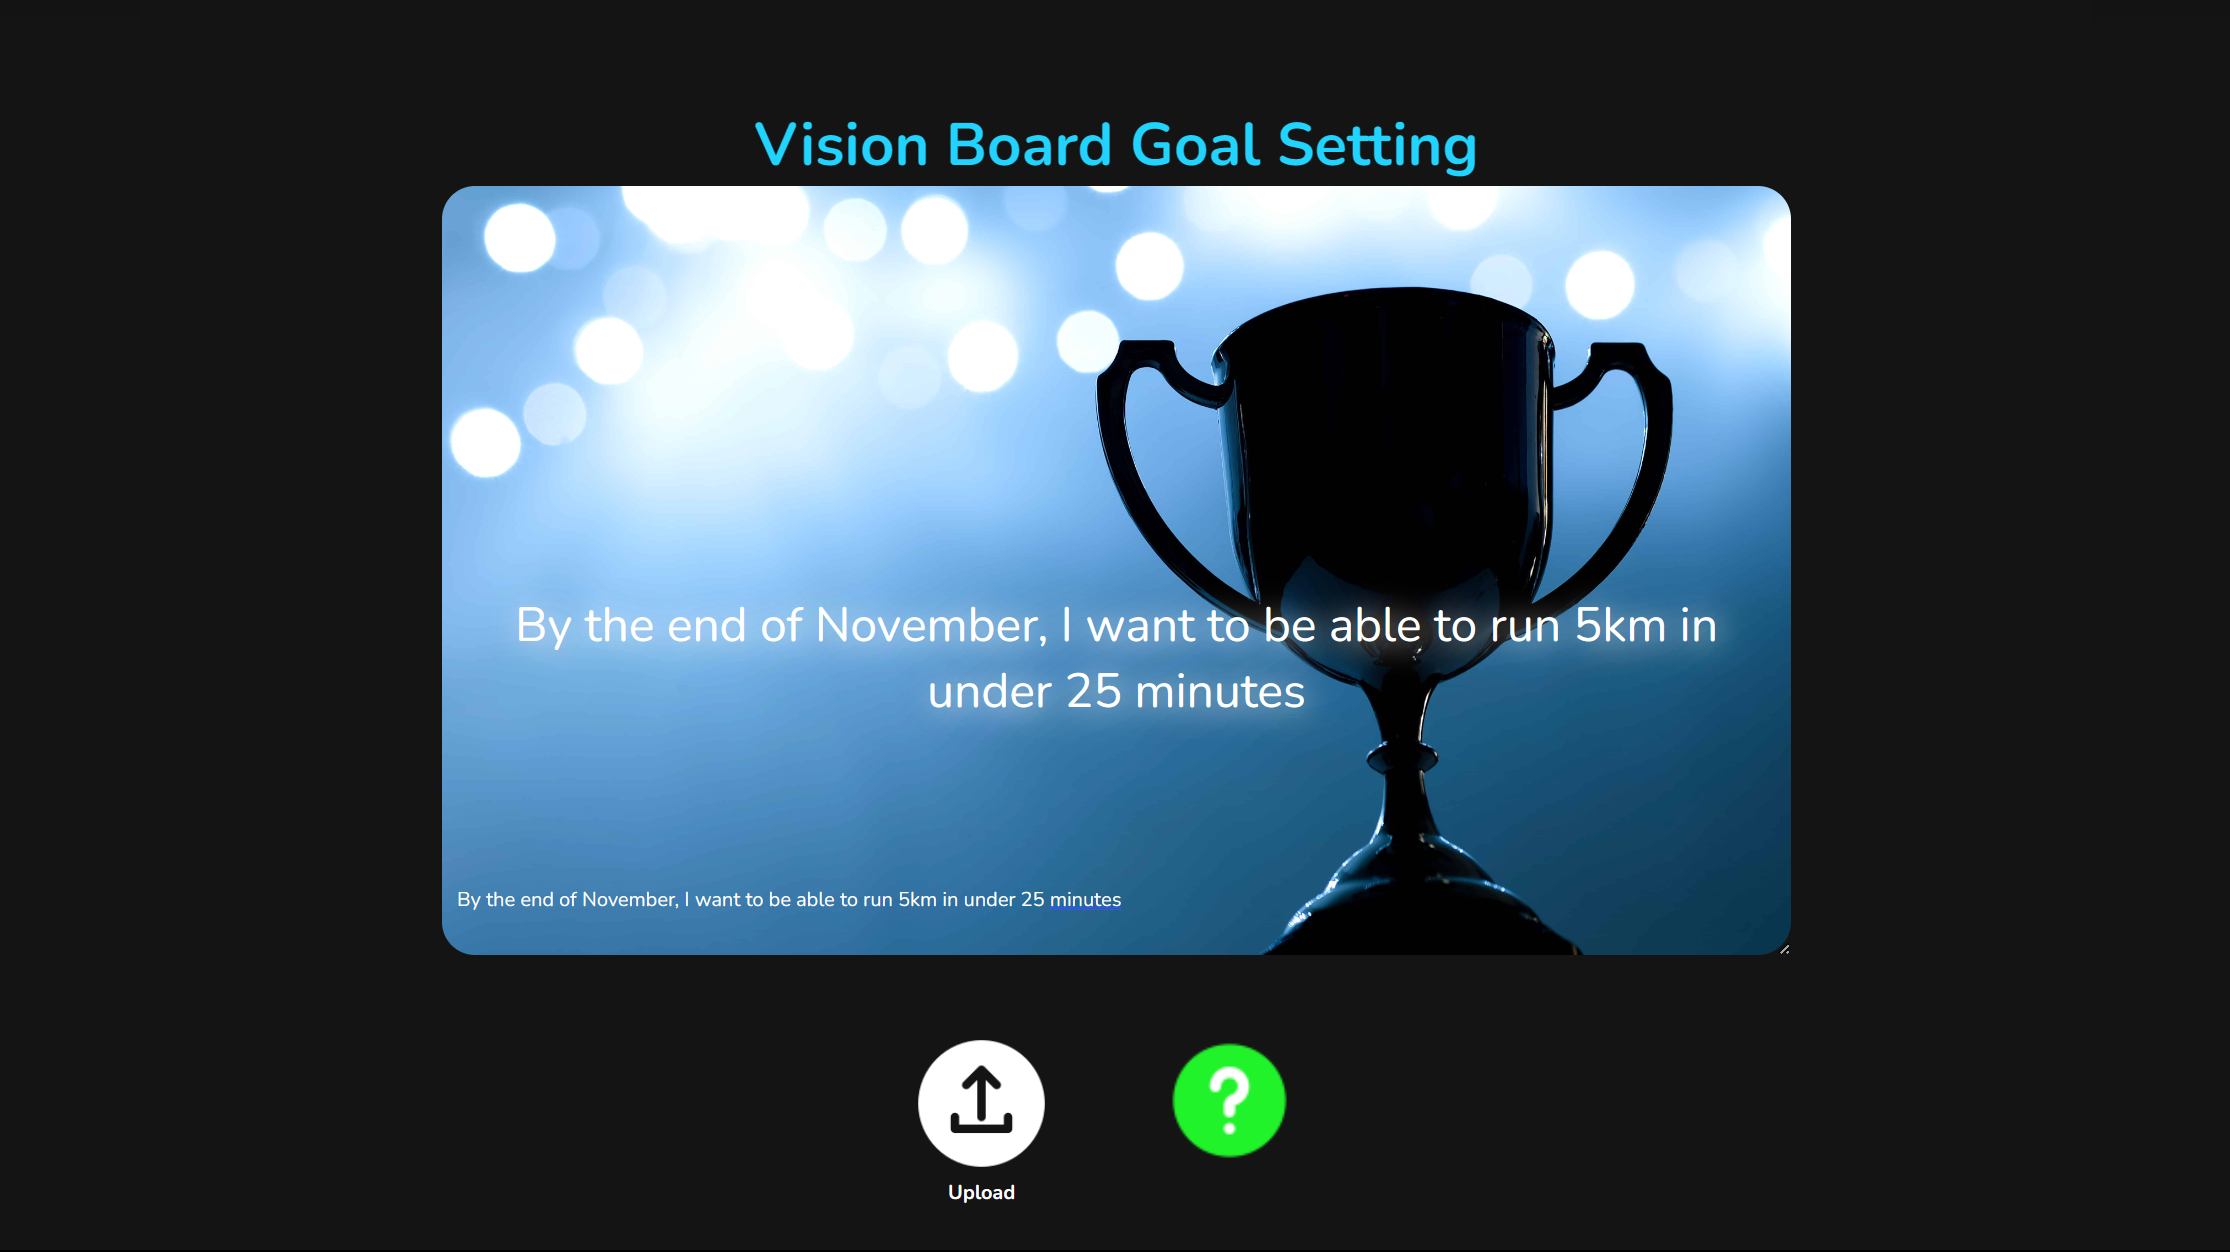 Vision Board Goal Setting
By the end of November, I want to be able to run 5km in
under 25 minutes
By the end of November, I want to be able to run 5km in under 25 minutes
Upload